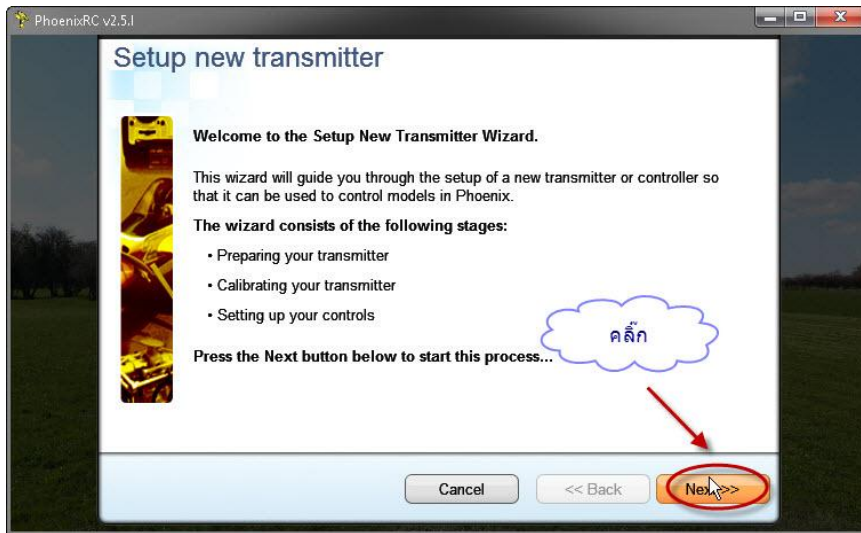 PhoenixRC v2.5.l
Setup new transmitter
Welcome to the Setup New Transmitter Wizard.
This wizard will guide you through the setup of a new transmitter or controller so
that it can be used to control models in Phoenix.
The wizard consists of the following stages:
• Preparing your transmitter
• Calibrating your transmitter
• Setting up your controls
คลิ๊ก
Press the Next button below to start this process...
Cancel
<< Back
Next >>